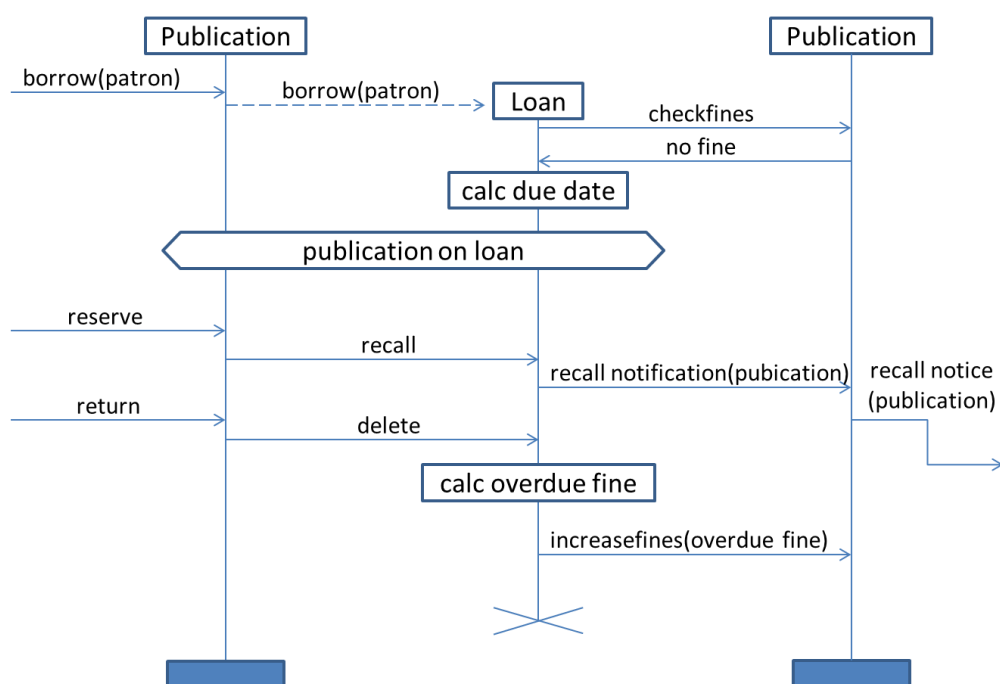 Publication
Publication
borrow(patron)
borrow(patron)
Loan
checkfines
no fine
calc due date
publication on loan
reserve
recall
recall notification(pubication)
recall notice
(publication)
return
delete
calc overdue fine
increasefines(overdue fine)